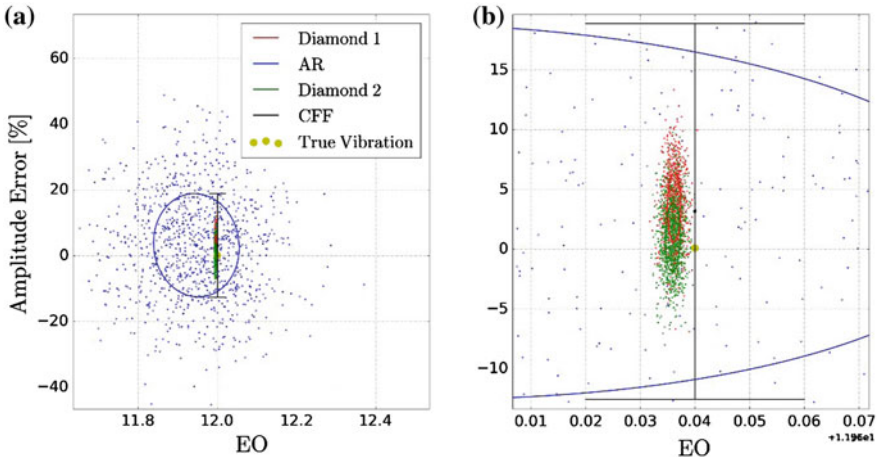 (a)
Amplitude Error [%]
60
40
20
0
−20
−40
11.8
12.0
12.2
12.4
EO
Diamond 1
AR
Diamond 2
CFF
True Vibration
(b)
15
10
5
0
−5
−10
0.01
0.02
0.03
0.04
0.05
0.06
0.07
+1.196e1
EO